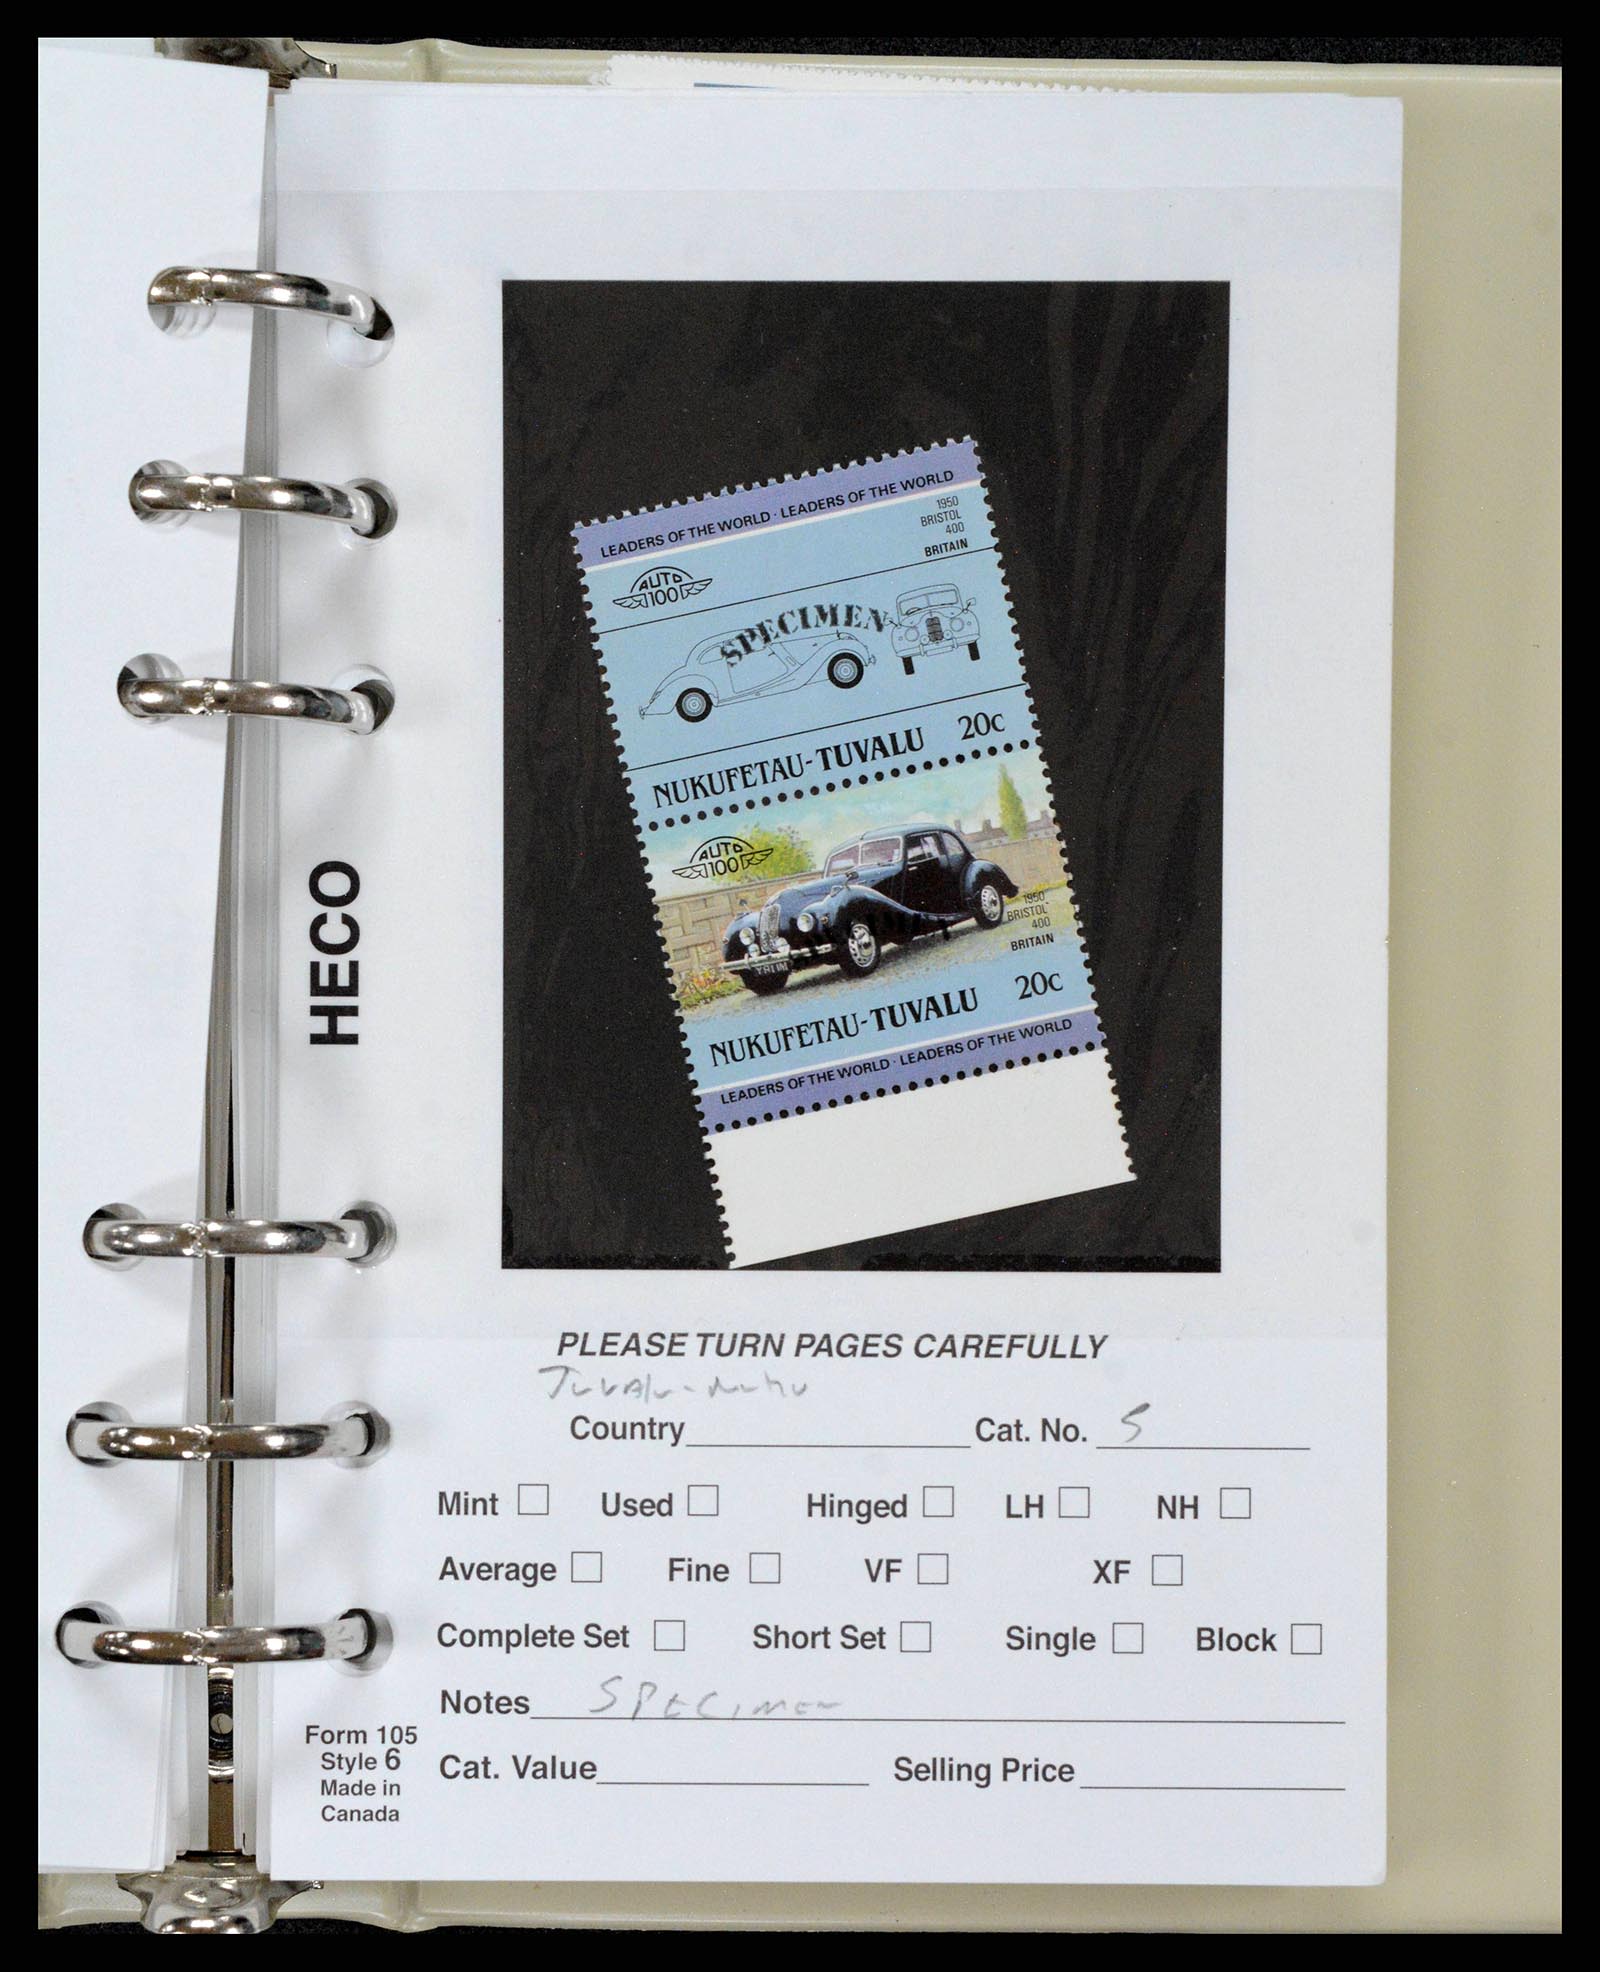 LEADERS OF THE WORLD · LEADERS OF THE WORLD
1950
BRISTOL
400
BRITAIN
AUTO
100
SPECIMEN
NUKUFETAU-TUVALU 20c
AUTO
100
1950
BRISTOL
400
BRITAIN
NUKUFETAU-TUVALU 20c
LEADERS OF THE WORLD · LEADERS OF THE WORLD
HECO
PLEASE TURN PAGES CAREFULLY
Tuvalu-Nuku
Country Cat. No. S
Mint Used Hinged LH NH
Average Fine VF XF
Complete Set Short Set Single Block
Notes SPECIMEN
Cat. Value Selling Price
Form 105
Style 6
Made in
Canada